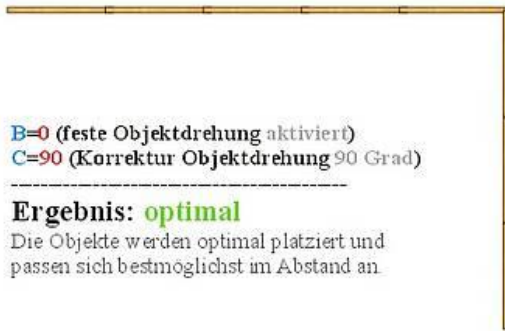 B=0 (feste Objektdrehung aktiviert)
C=90 (Korrektur Objektdrehung 90 Grad)
----------------------------------------------------
Ergebnis: optimal
Die Objekte werden optimal platziert und
passen sich bestmöglichst im Abstand an.